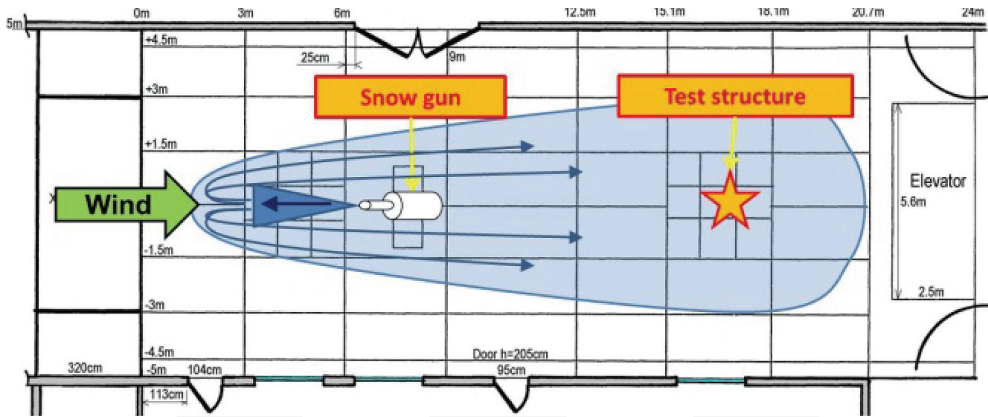 0m 3m 6m 12.5m 15.1m 18.1m 20.7m 24m
5m
+4.5m
25cm
9m
Snow gun
Test structure
+3m
+1.5m
Elevator
X
Wind
5.6m
-1.5m
2.5m
-3m
-4.5m
Door h=205cm
320cm
-5m
104cm
95cm
113cm